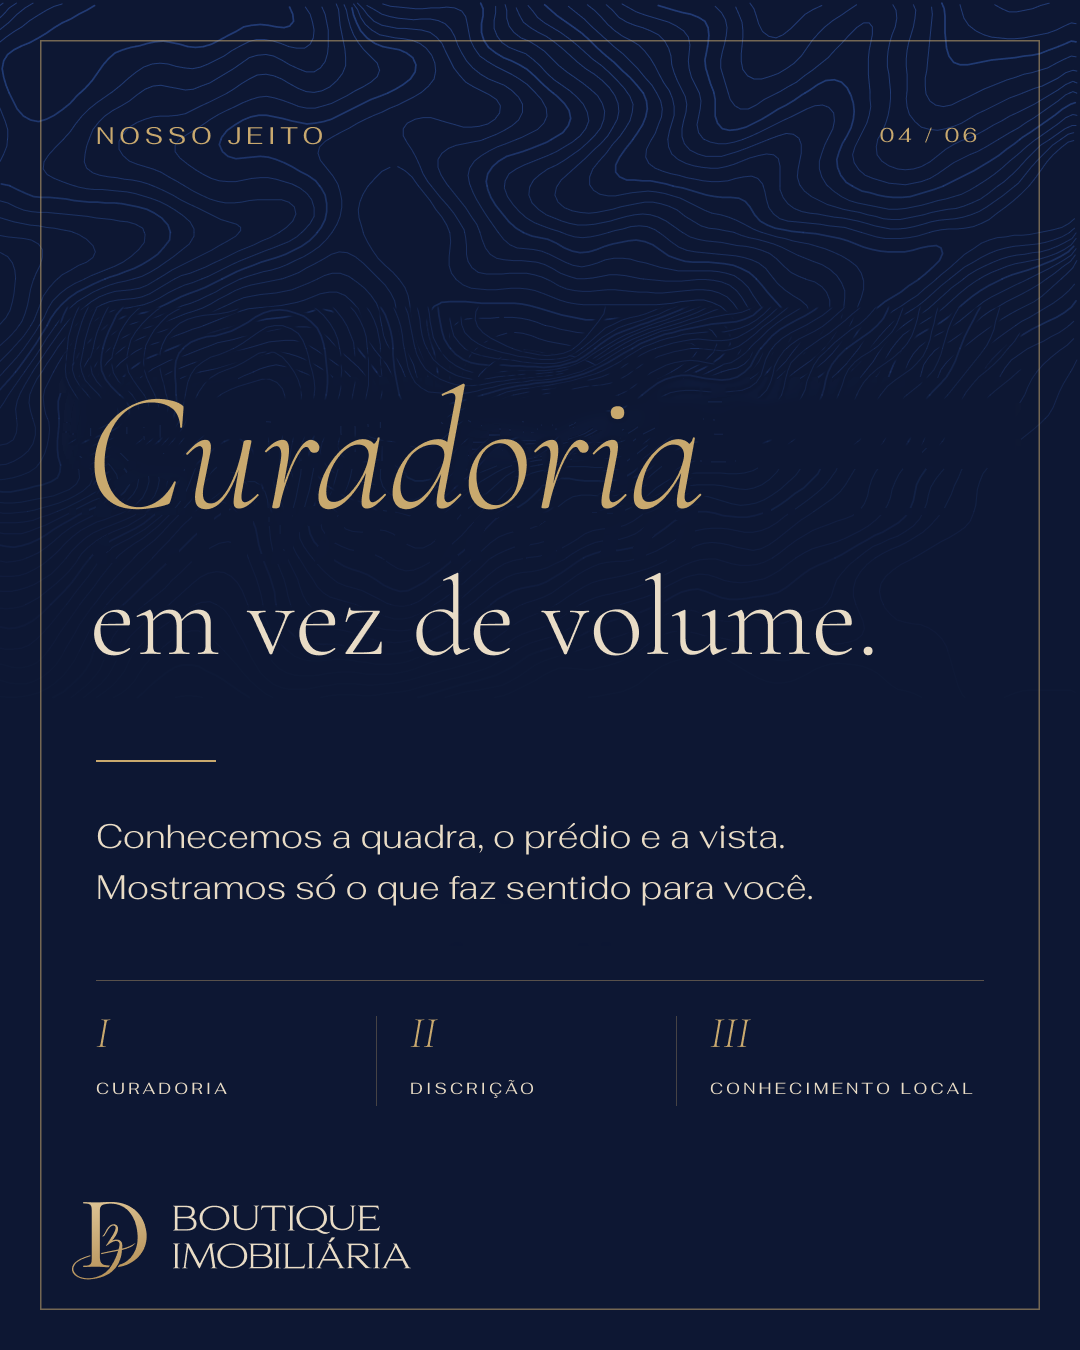 NOSSO JEITO
04 / 06
Curadoria
em vez de volume.
Conhecemos a quadra, o prédio e a vista.
Mostramos só o que faz sentido para você.
I
CURADORIA
II
DISCRIÇÃO
III
CONHECIMENTO LOCAL
BOUTIQUE
IMOBILIÁRIA